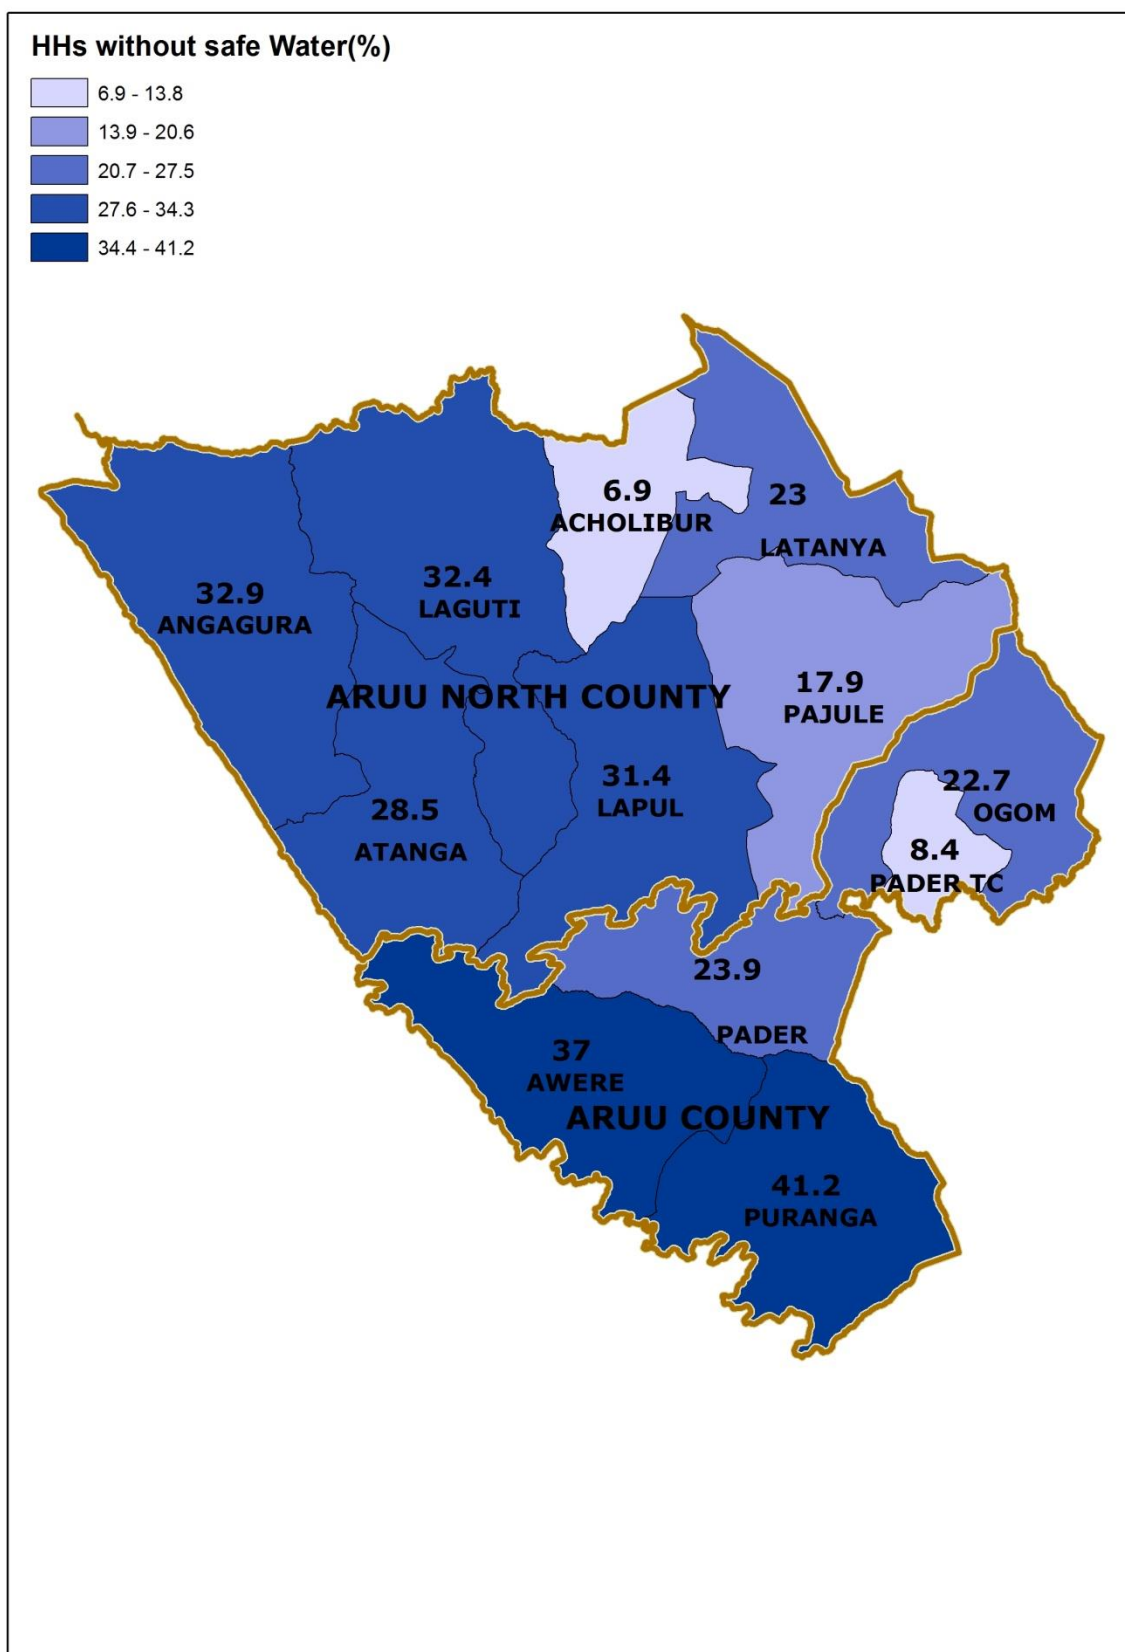 HHs without safe Water(%)
6.9 - 13.8
13.9 - 20.6
20.7 - 27.5
27.6 - 34.3
34.4 - 41.2
6.9
ACHOLIBUR
23
LATANYA
32.9
ANGAGURA
32.4
LAGUTI
ARUU NORTH COUNTY
17.9
PAJULE
31.4
LAPUL
28.5
ATANGA
22.7
OGOM
8.4
PADER TC
23.9
PADER
37
AWERE
ARUU COUNTY
41.2
PURANGA